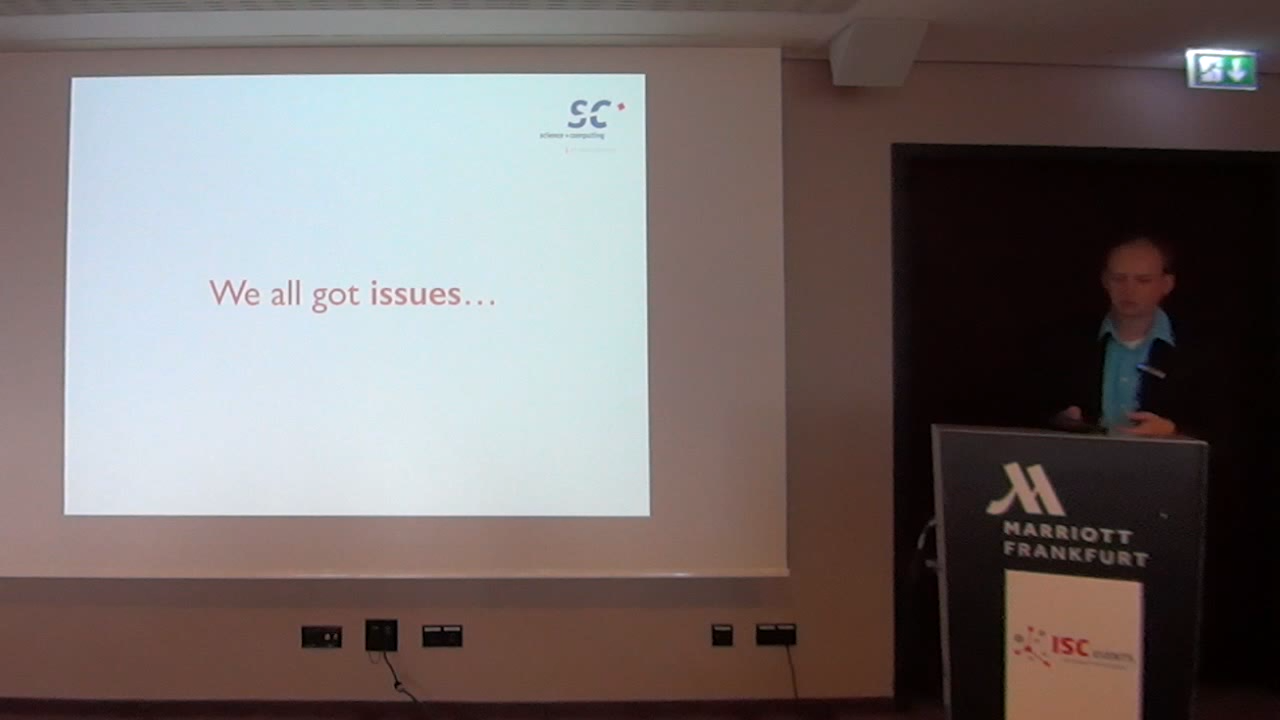 SC
science + computing
We all got issues...
MARRIOTT
FRANKFURT
ISC